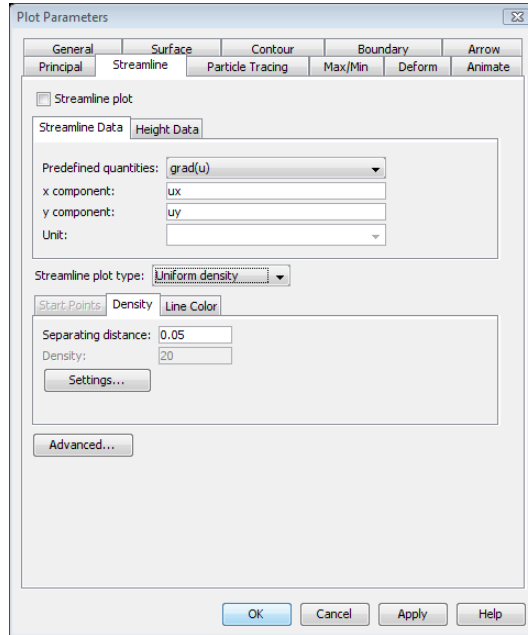 Plot Parameters
General Surface Contour Boundary Arrow
Principal Streamline Particle Tracing Max/Min Deform Animate
Streamline plot
Streamline Data Height Data
Predefined quantities: grad(u)
x component: ux
y component: uy
Unit:
Streamline plot type: Uniform density
Start Points Density Line Color
Separating distance: 0.05
Density: 20
Settings...
Advanced...
OK Cancel Apply Help